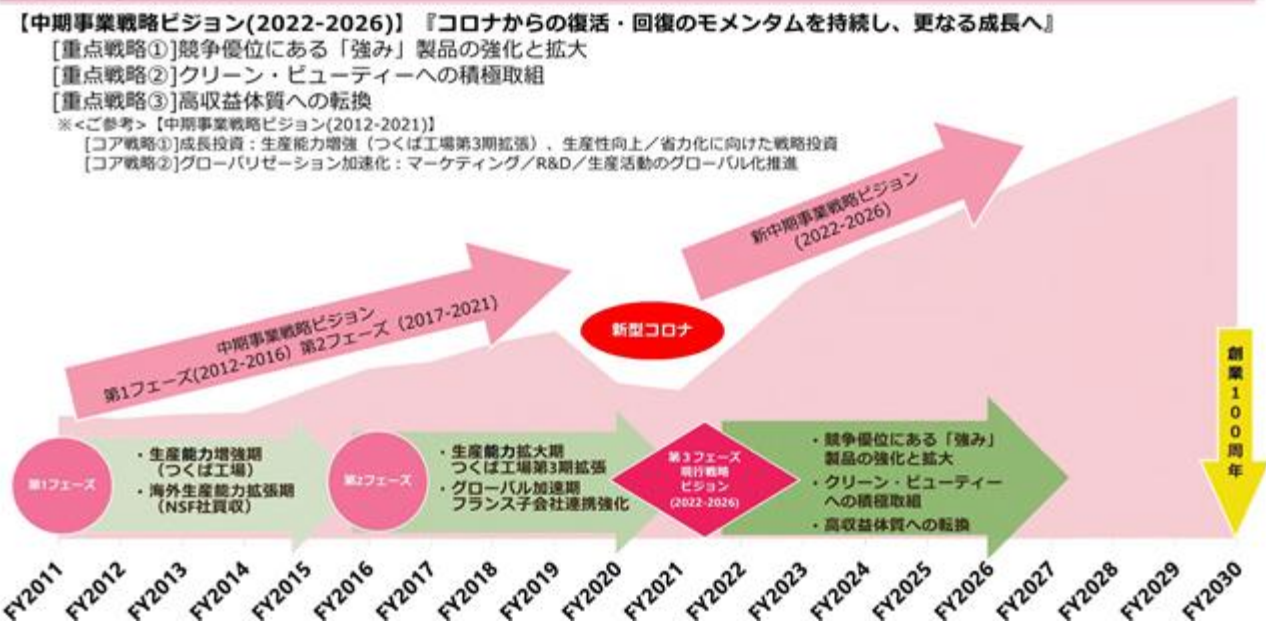 【中期事業戦略ビジョン(2022-2026)】『コロナからの復活・回復のモメンタムを持続し、更なる成長へ』
[重点戦略①]競争優位にある「強み」製品の強化と拡大
[重点戦略②]クリーン・ビューティーへの積極取組
[重点戦略③]高収益体質への転換
※<ご参考>【中期事業戦略ビジョン(2012-2021)】
[コア戦略①]成長投資：生産能力増強（つくば工場第3期拡張）、生産性向上／省力化に向けた戦略投資
[コア戦略②]グローバリゼーション加速化：マーケティング／R&D／生産活動のグローバル化推進
新中期事業戦略ビジョン
(2022-2026)
中期事業戦略ビジョン
第1フェーズ(2012-2016) 第2フェーズ（2017-2021)
新型コロナ
創業100周年
第1フェーズ
・生産能力増強期
（つくば工場）
・海外生産能力拡張期
（NSF社買収）
第2フェーズ
・生産能力拡大期
つくば工場第3期拡張
・グローバル加速期
フランス子会社連携強化
第３フェーズ
現行戦略
ビジョン
(2022-2026)
・競争優位にある「強み」
製品の強化と拡大
・クリーン・ビューティー
への積極取組
・高収益体質への転換
FY2011
FY2012
FY2013
FY2014
FY2015
FY2016
FY2017
FY2018
FY2019
FY2020
FY2021
FY2022
FY2023
FY2024
FY2025
FY2026
FY2027
FY2028
FY2029
FY2030